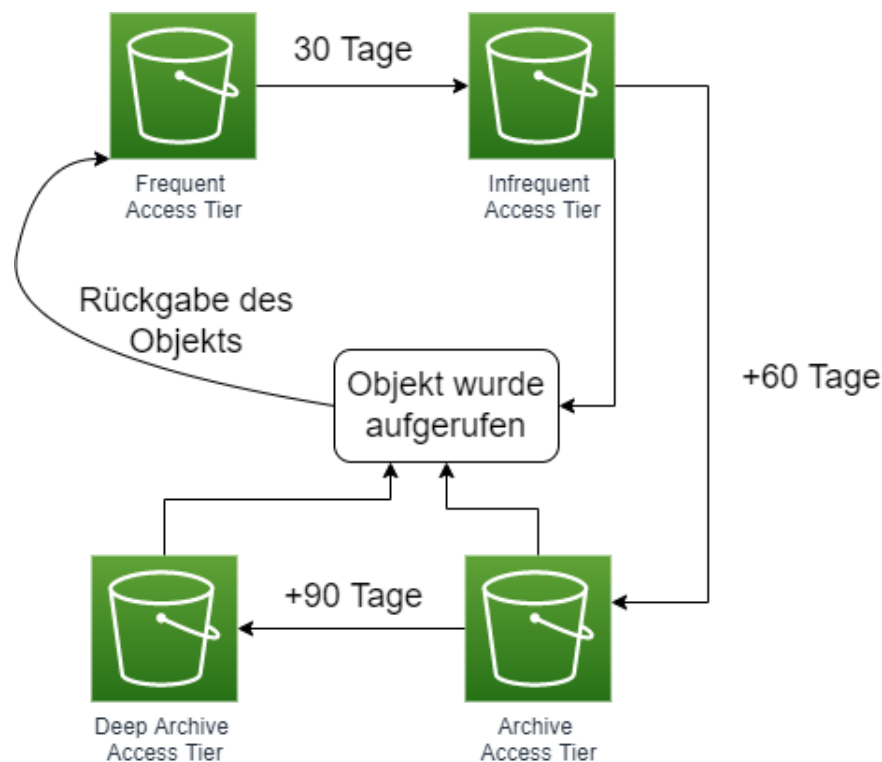 30 Tage
Frequent
Access Tier
Infrequent
Access Tier
Rückgabe des
Objekts
Objekt wurde
aufgerufen
+60 Tage
+90 Tage
Deep Archive
Access Tier
Archive
Access Tier